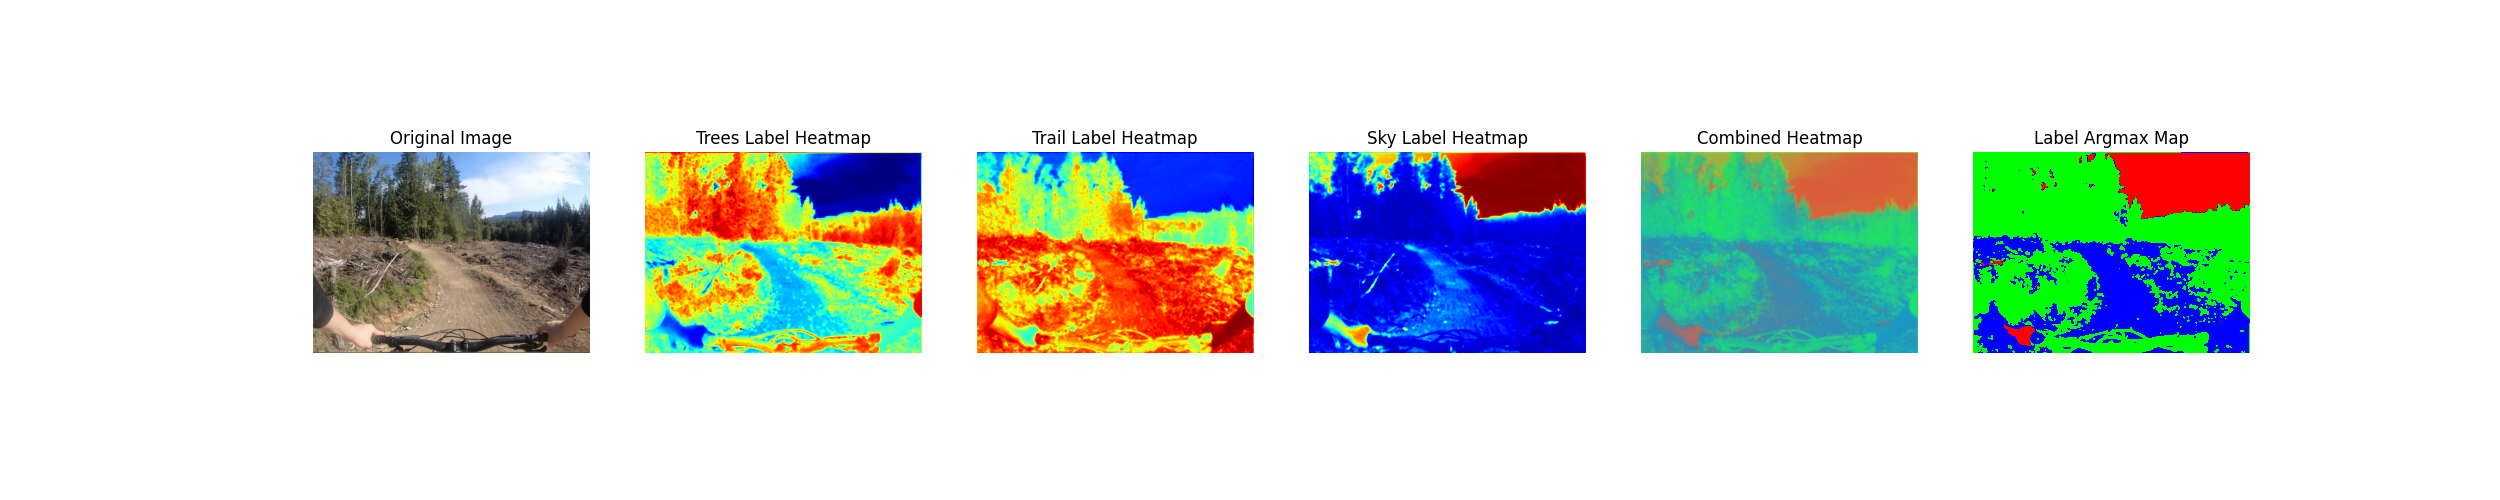 Original Image
Trees Label Heatmap
Trail Label Heatmap
Sky Label Heatmap
Combined Heatmap
Label Argmax Map